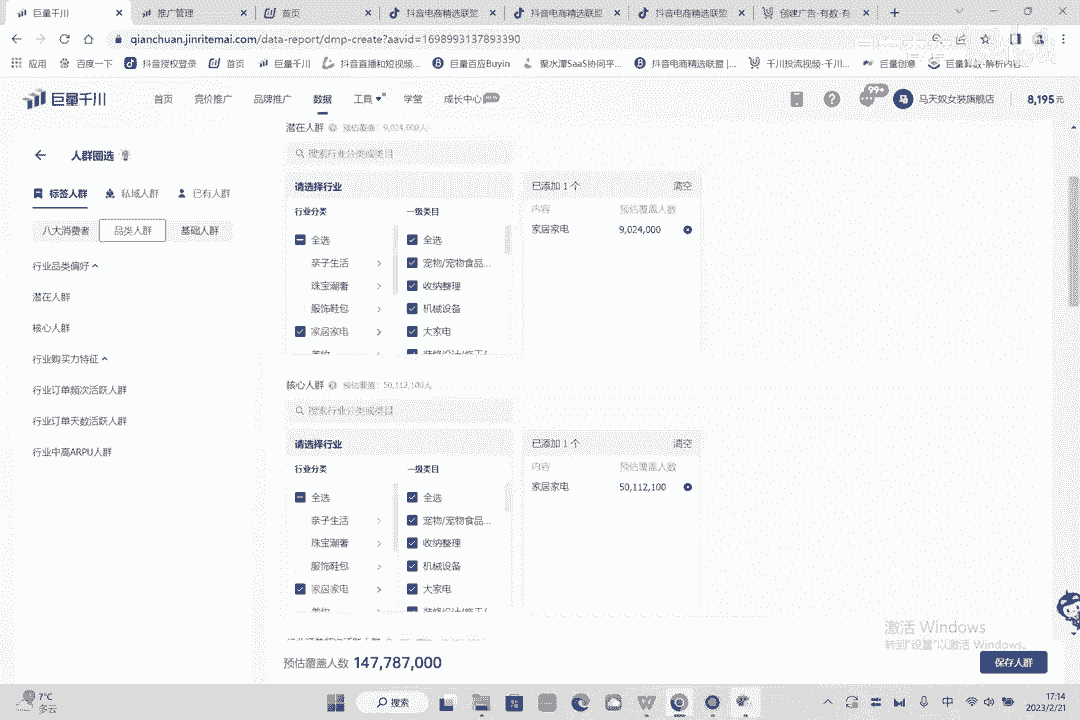 巨量千川
推广管理
首页
抖音电商精选联盟
抖音电商精选联盟
抖音电商精选联盟
创建广告-有数-有
qianchuan.jinritemai.com/data-report/dmp-create?aavid=1698993137893390
应用
百度一下
抖音授权登录
首页
巨量千川
抖音直播和短视频...
巨量百应Buyin
聚水潭SaaS协同平...
抖音电商精选联盟 |...
千川投流视频-千川...
巨量创意
巨量算数-解析内容...
巨量千川 首页 竞价推广 品牌推广 数据 工具 学堂 成长中心 NEW 99+ 马天奴女装旗舰店 8,195 元
潜在人群 预估覆盖: 9,024,000人
人群圈选
搜索行业分类或类目
标签人群 私域人群 已有人群
请选择行业
已添加 1 个 清空
行业分类 一级类目
内容 预估覆盖人数
八大消费者 品类人群 基础人群
家居家电 9,024,000
全选 全选
行业品类偏好
亲子生活 宠物/宠物食品...
珠宝潮奢 收纳整理
潜在人群
服饰鞋包 机械设备
核心人群
家居家电 大家电
行业购买力特征
核心人群 预估覆盖: 50,112,100人
行业订单频次活跃人群
搜索行业分类或类目
行业订单天数活跃人群
请选择行业
已添加 1 个 清空
行业中高ARPU人群
行业分类 一级类目
内容 预估覆盖人数
家居家电 50,112,100
全选 全选
亲子生活 宠物/宠物食品...
珠宝潮奢 收纳整理
服饰鞋包 机械设备
家居家电 大家电
激活 Windows
转到"设置"以激活 Windows。
预估覆盖人数 147,787,000
保存人群
7°C
多云
搜索
中
17:14
2023/2/21